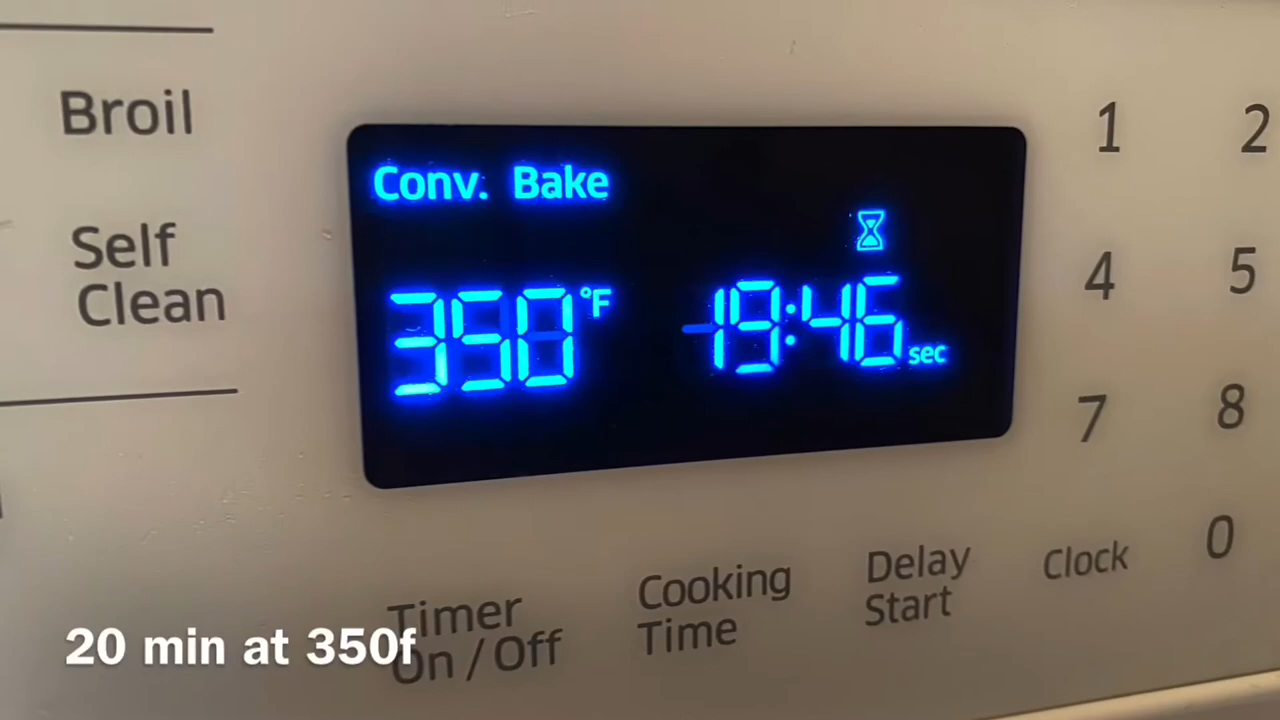 Broil
Self
Clean
Conv. Bake
350°F
19:46 sec
1 2
4 5
7 8
0
Timer
On / Off
Cooking
Time
Delay
Start
Clock
20 min at 350f